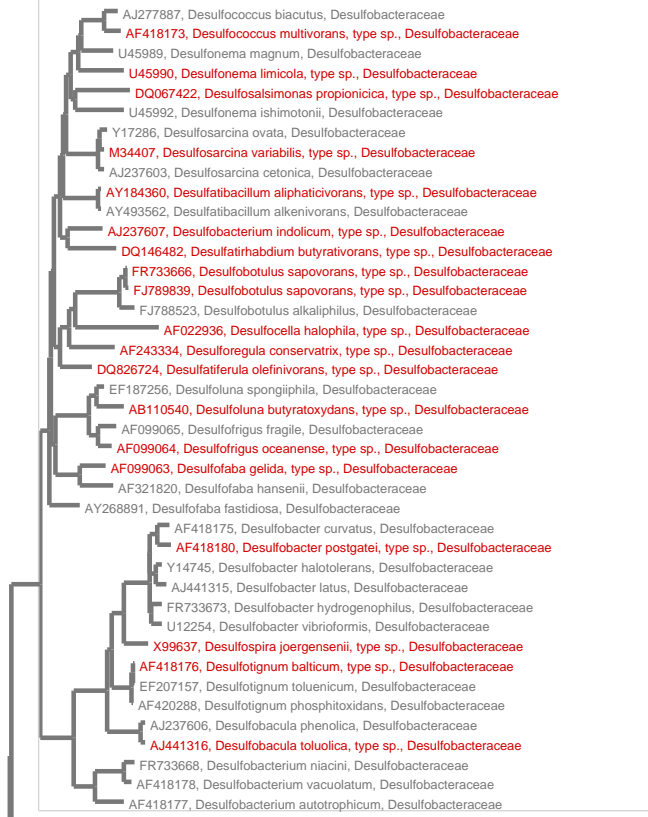 AJ277887, Desulfococcus biacutus, Desulfobacteraceae
AF418173, Desulfococcus multivorans, type sp., Desulfobacteraceae
U45989, Desulfonema magnum, Desulfobacteraceae
U45990, Desulfonema limicola, type sp., Desulfobacteraceae
DQ067422, Desulfosalsimonas propionicica, type sp., Desulfobacteraceae
U45992, Desulfonema ishimotonii, Desulfobacteraceae
Y17286, Desulfosarcina ovata, Desulfobacteraceae
M34407, Desulfosarcina variabilis, type sp., Desulfobacteraceae
AJ237603, Desulfosarcina cetonica, Desulfobacteraceae
AY184360, Desulfatibacillum aliphaticivorans, type sp., Desulfobacteraceae
AY493562, Desulfatibacillum alkenivorans, Desulfobacteraceae
AJ237607, Desulfobacterium indolicum, type sp., Desulfobacteraceae
DQ146482, Desulfatirhabdium butyrativorans, type sp., Desulfobacteraceae
FR733666, Desulfobotulus sapovorans, type sp., Desulfobacteraceae
FJ789839, Desulfobotulus sapovorans, type sp., Desulfobacteraceae
FJ788523, Desulfobotulus alkaliphilus, Desulfobacteraceae
AF022936, Desulfocella halophila, type sp., Desulfobacteraceae
AF243334, Desulforegula conservatrix, type sp., Desulfobacteraceae
DQ826724, Desulfatiferula olefinivorans, type sp., Desulfobacteraceae
EF187256, Desulfoluna spongiiphila, Desulfobacteraceae
AB110540, Desulfoluna butyratoxydans, type sp., Desulfobacteraceae
AF099065, Desulfofrigus fragile, Desulfobacteraceae
AF099064, Desulfofrigus oceanense, type sp., Desulfobacteraceae
AF099063, Desulfofaba gelida, type sp., Desulfobacteraceae
AF321820, Desulfofaba hansenii, Desulfobacteraceae
AY268891, Desulfofaba fastidiosa, Desulfobacteraceae
AF418175, Desulfobacter curvatus, Desulfobacteraceae
AF418180, Desulfobacter postgatei, type sp., Desulfobacteraceae
Y14745, Desulfobacter halotolerans, Desulfobacteraceae
AJ441315, Desulfobacter latus, Desulfobacteraceae
FR733673, Desulfobacter hydrogenophilus, Desulfobacteraceae
U12254, Desulfobacter vibrioformis, Desulfobacteraceae
X99637, Desulfospira joergensenii, type sp., Desulfobacteraceae
AF418176, Desulfotignum balticum, type sp., Desulfobacteraceae
EF207157, Desulfotignum toluenicum, Desulfobacteraceae
AF420288, Desulfotignum phosphitoxidans, Desulfobacteraceae
AJ237606, Desulfobacula phenolica, Desulfobacteraceae
AJ441316, Desulfobacula toluolica, type sp., Desulfobacteraceae
FR733668, Desulfobacterium niacini, Desulfobacteraceae
AF418178, Desulfobacterium vacuolatum, Desulfobacteraceae
AF418177, Desulfobacterium autotrophicum, Desulfobacteraceae